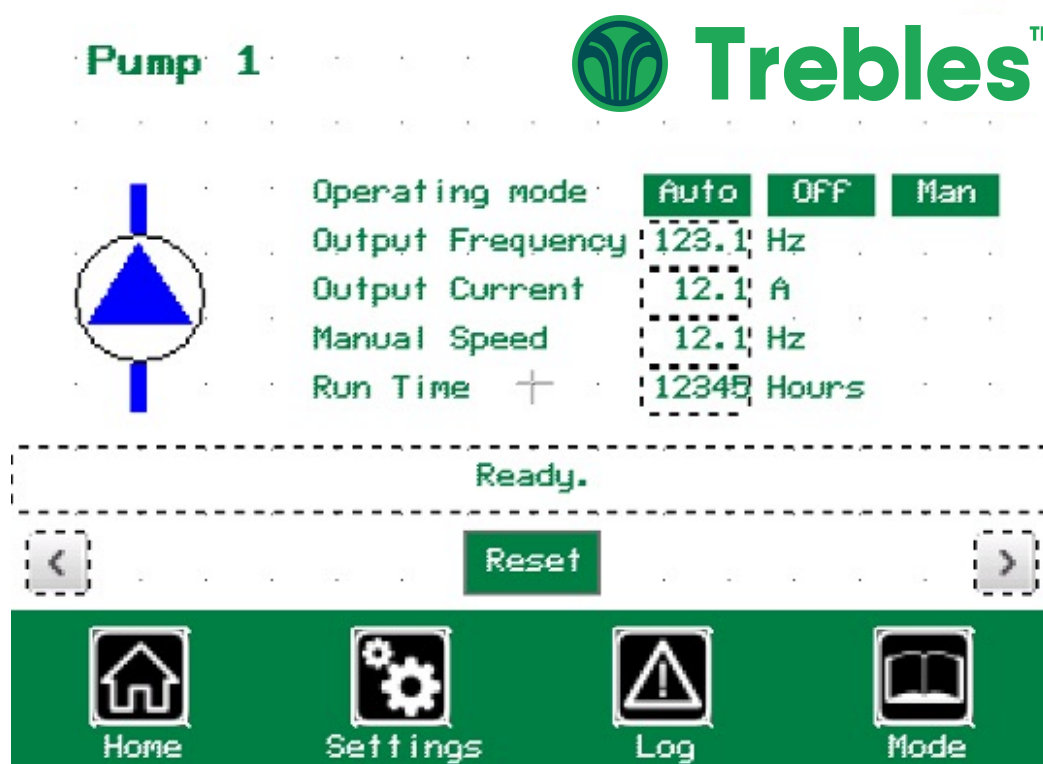 Pump 1
Trebles™
Operating mode Auto OFF Man
Output Frequency 123.1 Hz
Output Current 12.1 A
Manual Speed 12.1 Hz
Run Time 12345 Hours
Ready.
< Reset >
Home Settings Log Mode